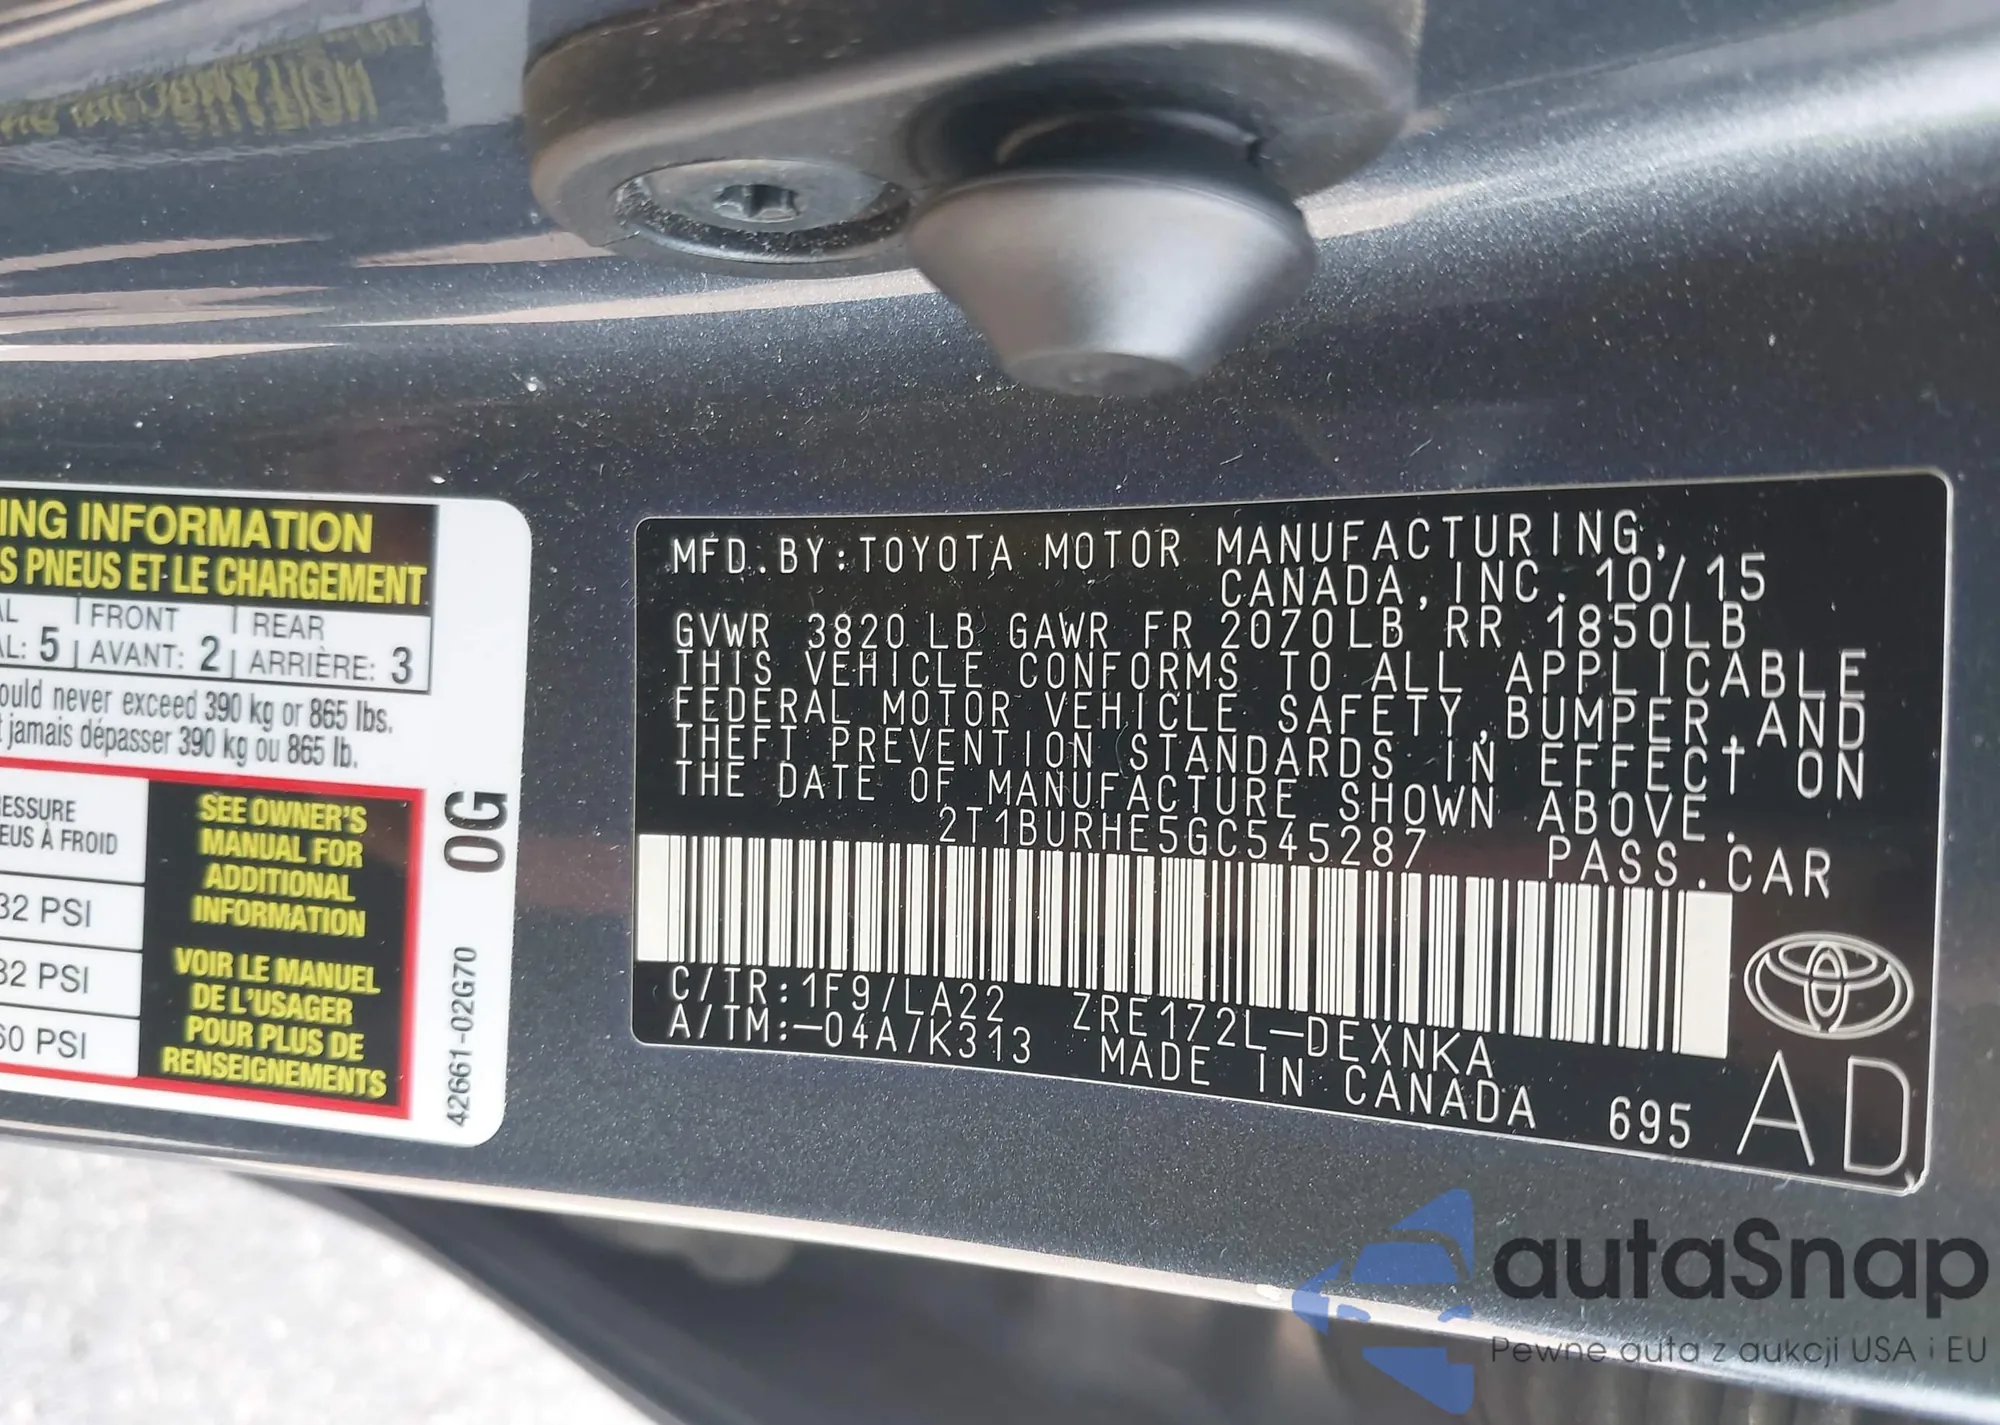 ING INFORMATION
S PNEUS ET LE CHARGEMENT
AL | FRONT | REAR
AL: 5 | AVANT: 2 | ARRIÈRE: 3
ould never exceed 390 kg or 865 lbs.
t jamais dépasser 390 kg ou 865 lb.
ESSURE
EUS À FROID
32 PSI
32 PSI
60 PSI
SEE OWNER'S
MANUAL FOR
ADDITIONAL
INFORMATION
VOIR LE MANUEL
DE L'USAGER
POUR PLUS DE
RENSEIGNEMENTS
0G
42661-02G70
MFD.BY:TOYOTA MOTOR MANUFACTURING,
CANADA,INC. 10/15
GVWR 3820LB GAWR FR 2070LB RR 1850LB
THIS VEHICLE CONFORMS TO ALL APPLICABLE
FEDERAL MOTOR VEHICLE SAFETY,BUMPER,AND
THEFT PREVENTION STANDARDS IN EFFECT ON
THE DATE OF MANUFACTURE SHOWN ABOVE.
2T1BURHE5GC545287 PASS.CAR
C/TR:1F9/LA22 ZRE172L-DEXNKA
A/TM:-04A/K313 MADE IN CANADA 695
AD
autaSnap
Pewne auta z aukcji USA i EU